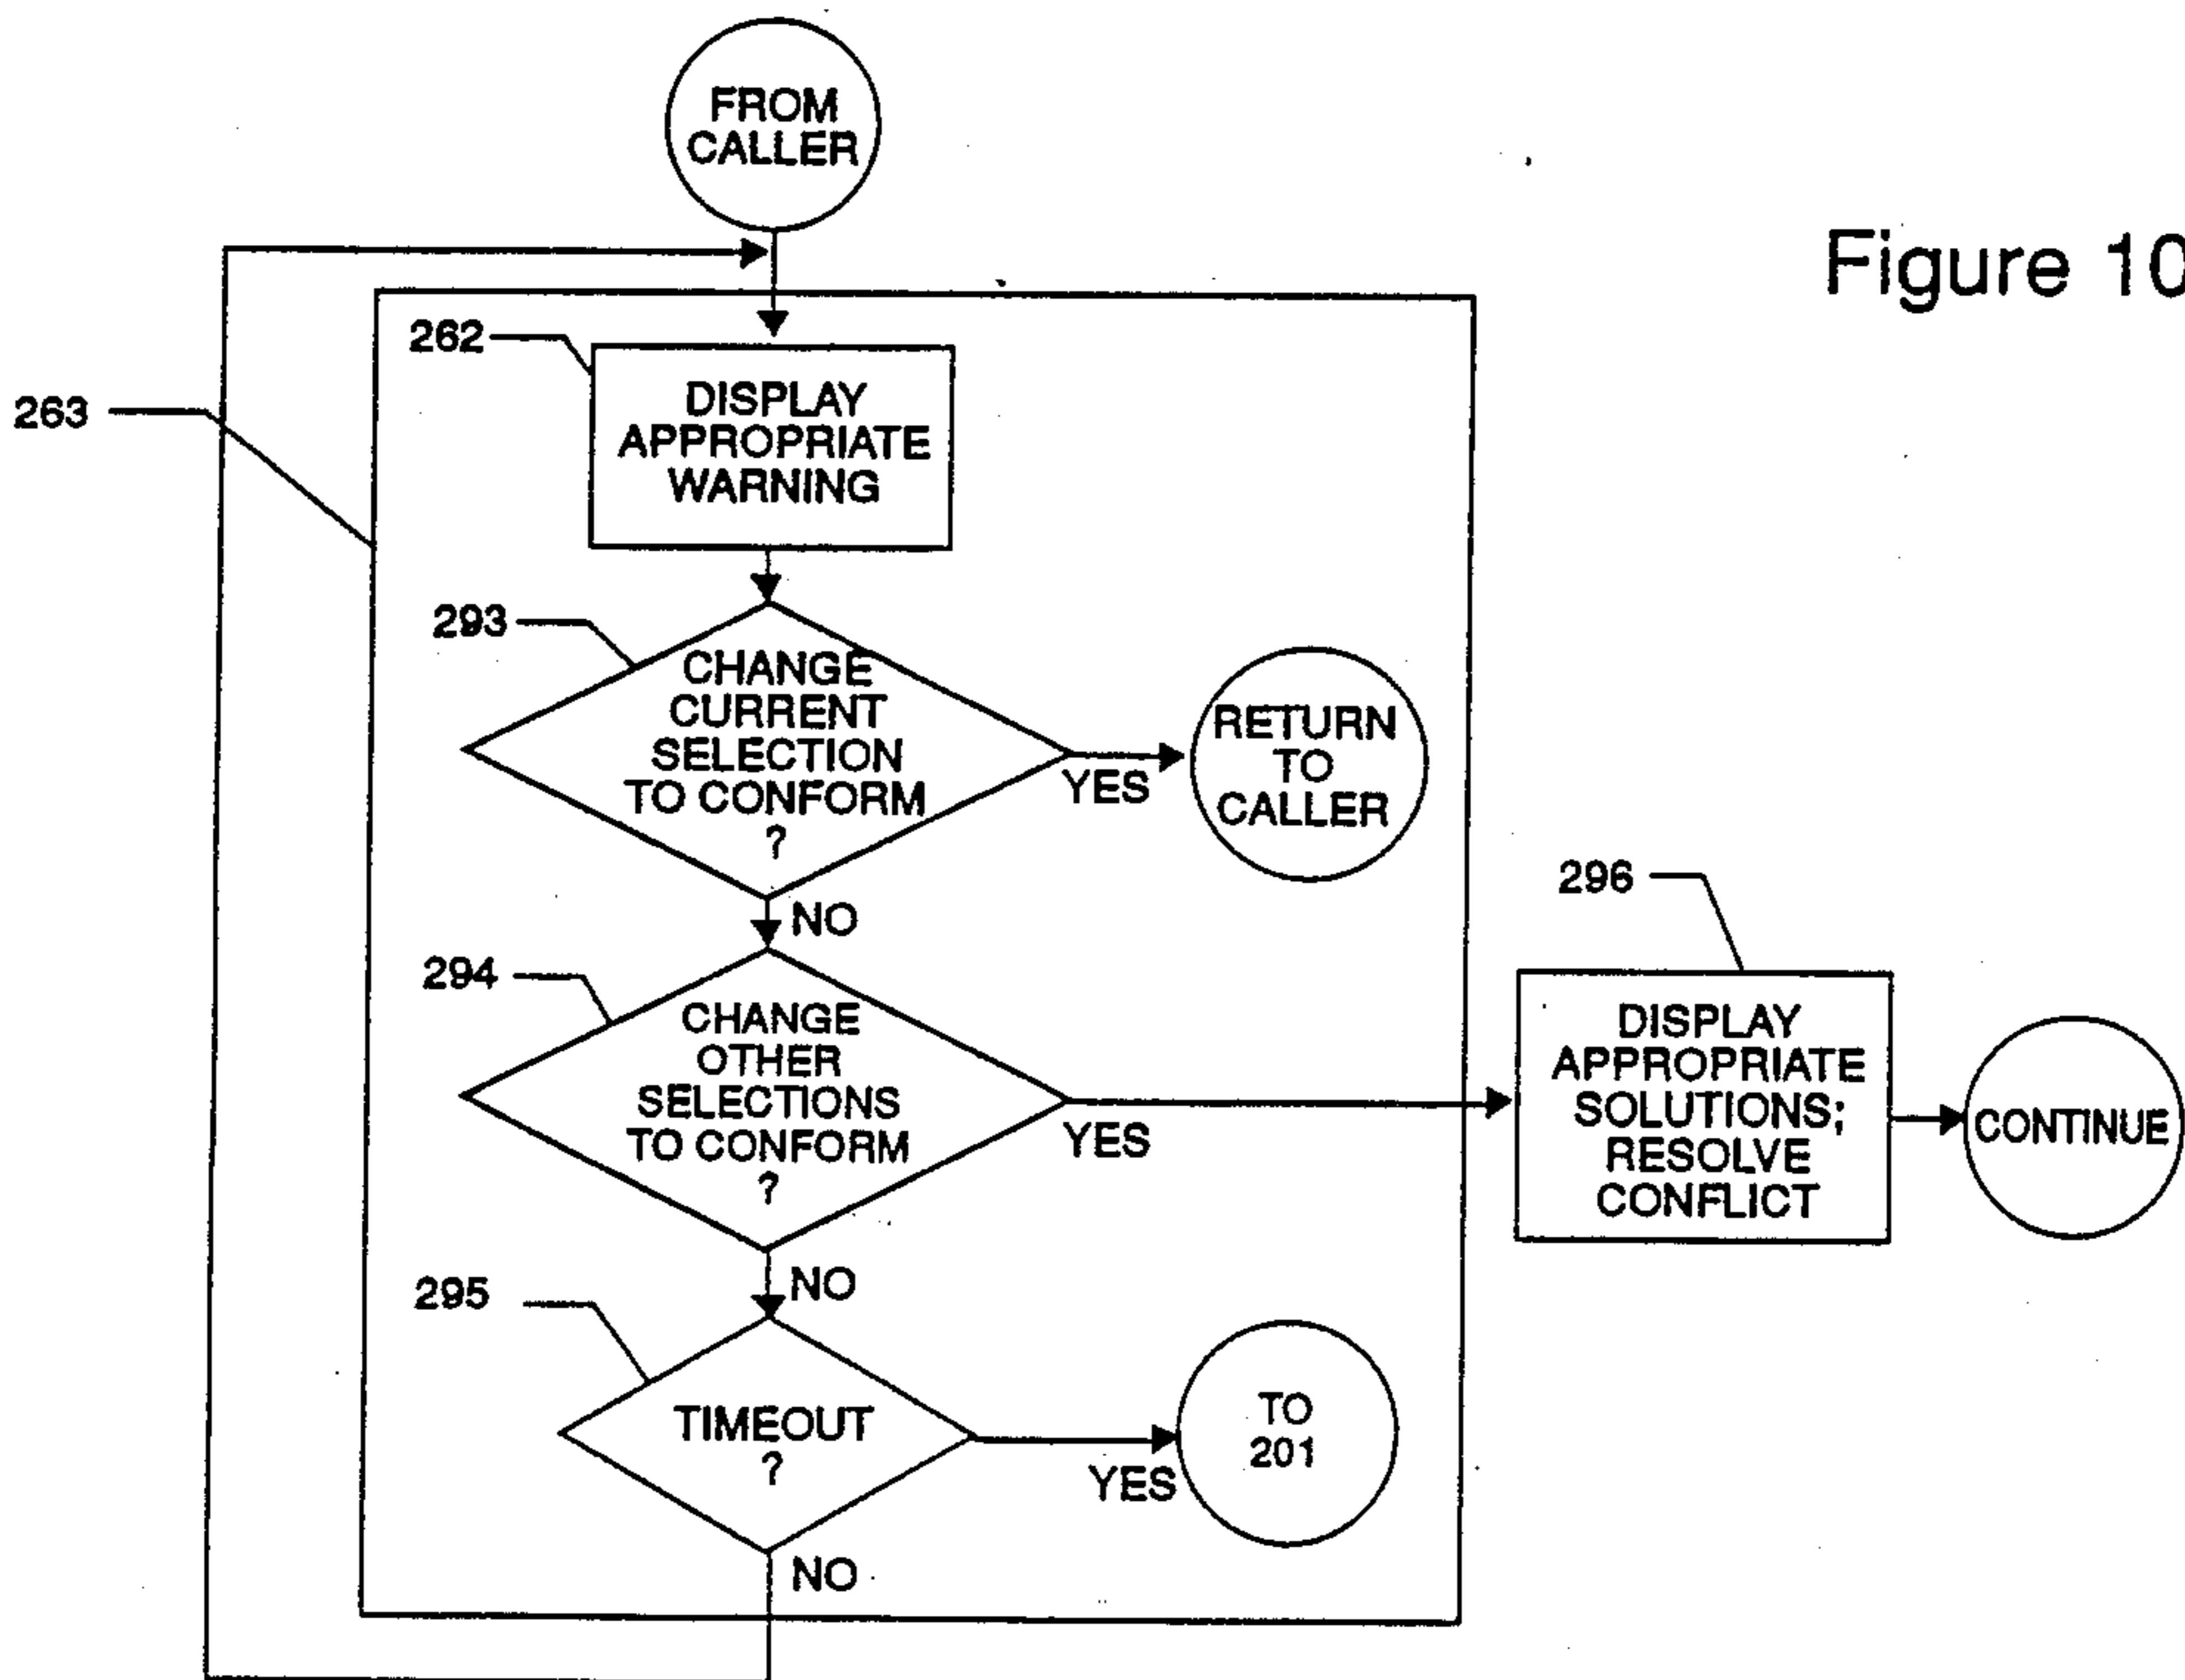 FROM
CALLER
Figure 10
262
DISPLAY
APPROPRIATE
WARNING
263
293
CHANGE
CURRENT
SELECTION
TO CONFORM
?
YES
RETURN
TO
CALLER
NO
294
CHANGE
OTHER
SELECTIONS
TO CONFORM
?
YES
296
DISPLAY
APPROPRIATE
SOLUTIONS;
RESOLVE
CONFLICT
CONTINUE
NO
295
TIMEOUT
?
YES
TO
201
NO